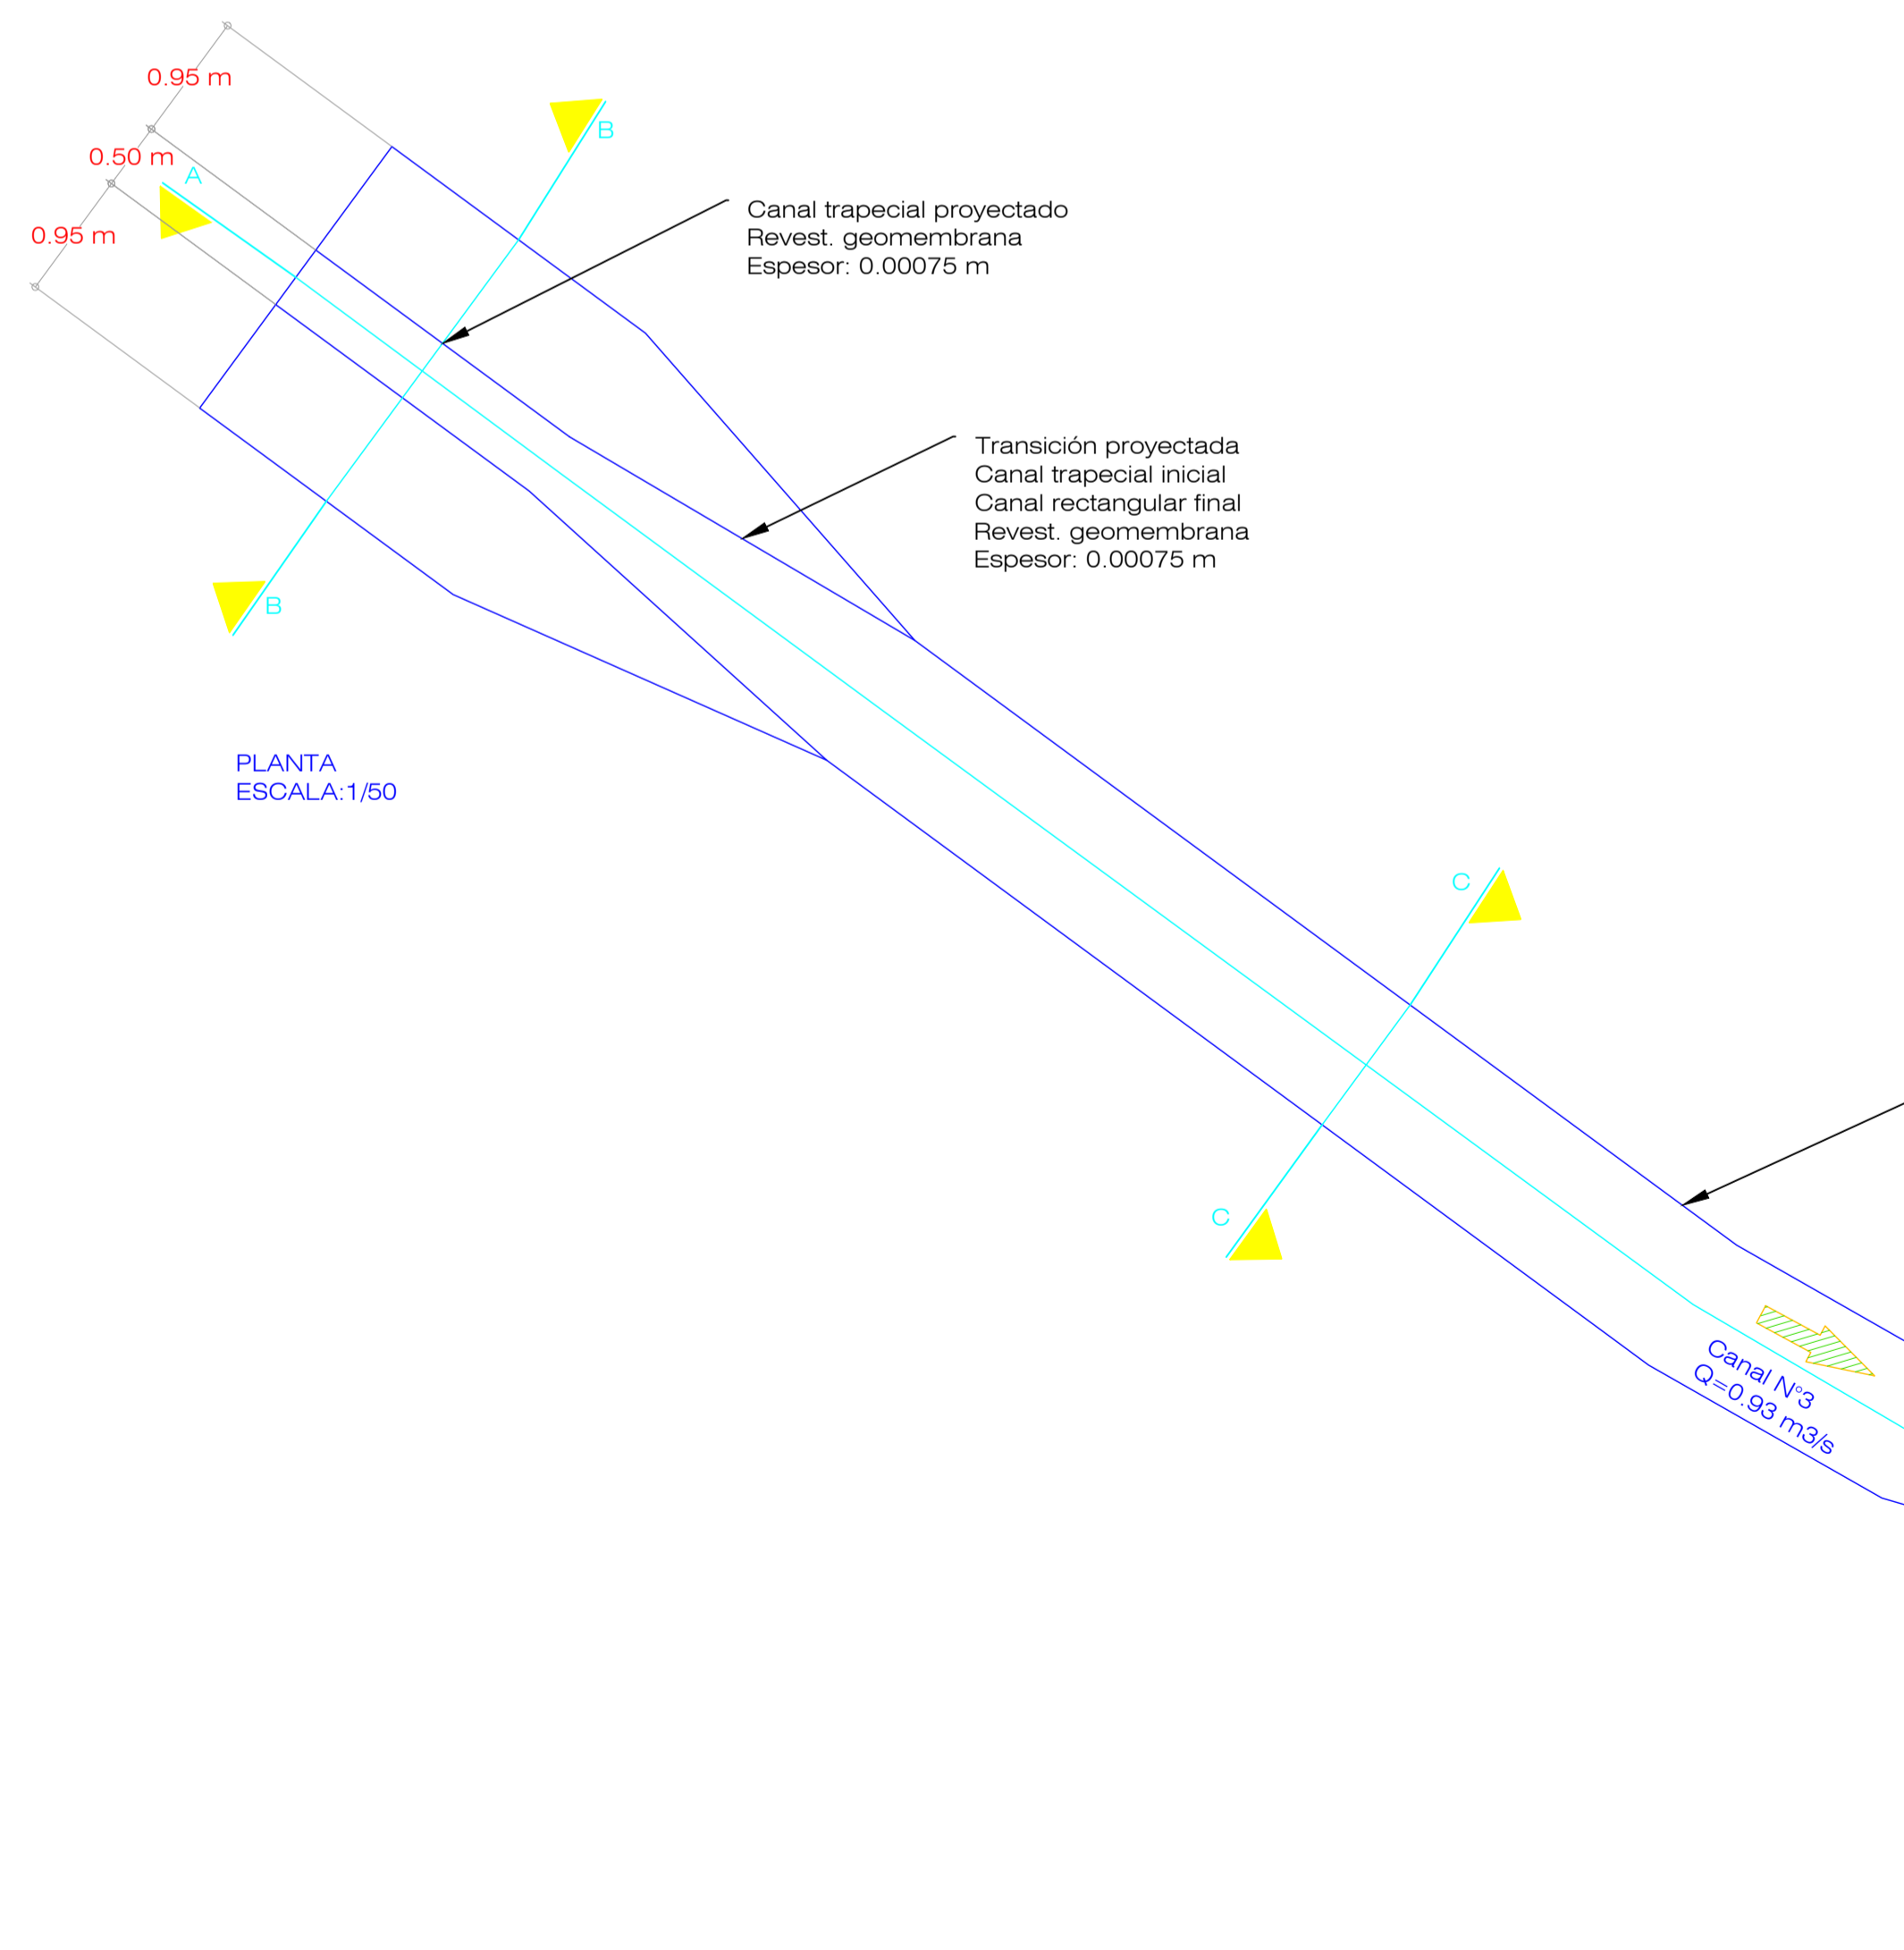 0.95 m
0.50 m
0.95 m
A
B
B
Canal trapecial proyectado
Revest. geomembrana
Espesor: 0.00075 m
Transición proyectada
Canal trapecial inicial
Canal rectangular final
Revest. geomembrana
Espesor: 0.00075 m
PLANTA
ESCALA:1/50
C
C
Canal N°3
Q=0.93 m3/s